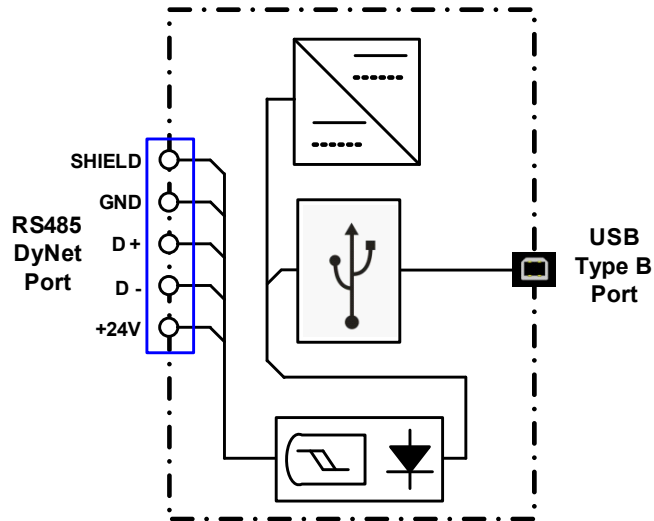 SHIELD
GND
D +
D -
+24V
RS485
DyNet
Port
USB
Type B
Port